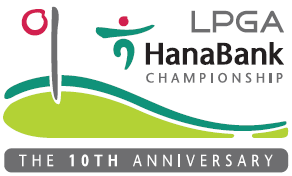 LPGA
HanaBank
CHAMPIONSHIP
THE 10TH ANNIVERSARY